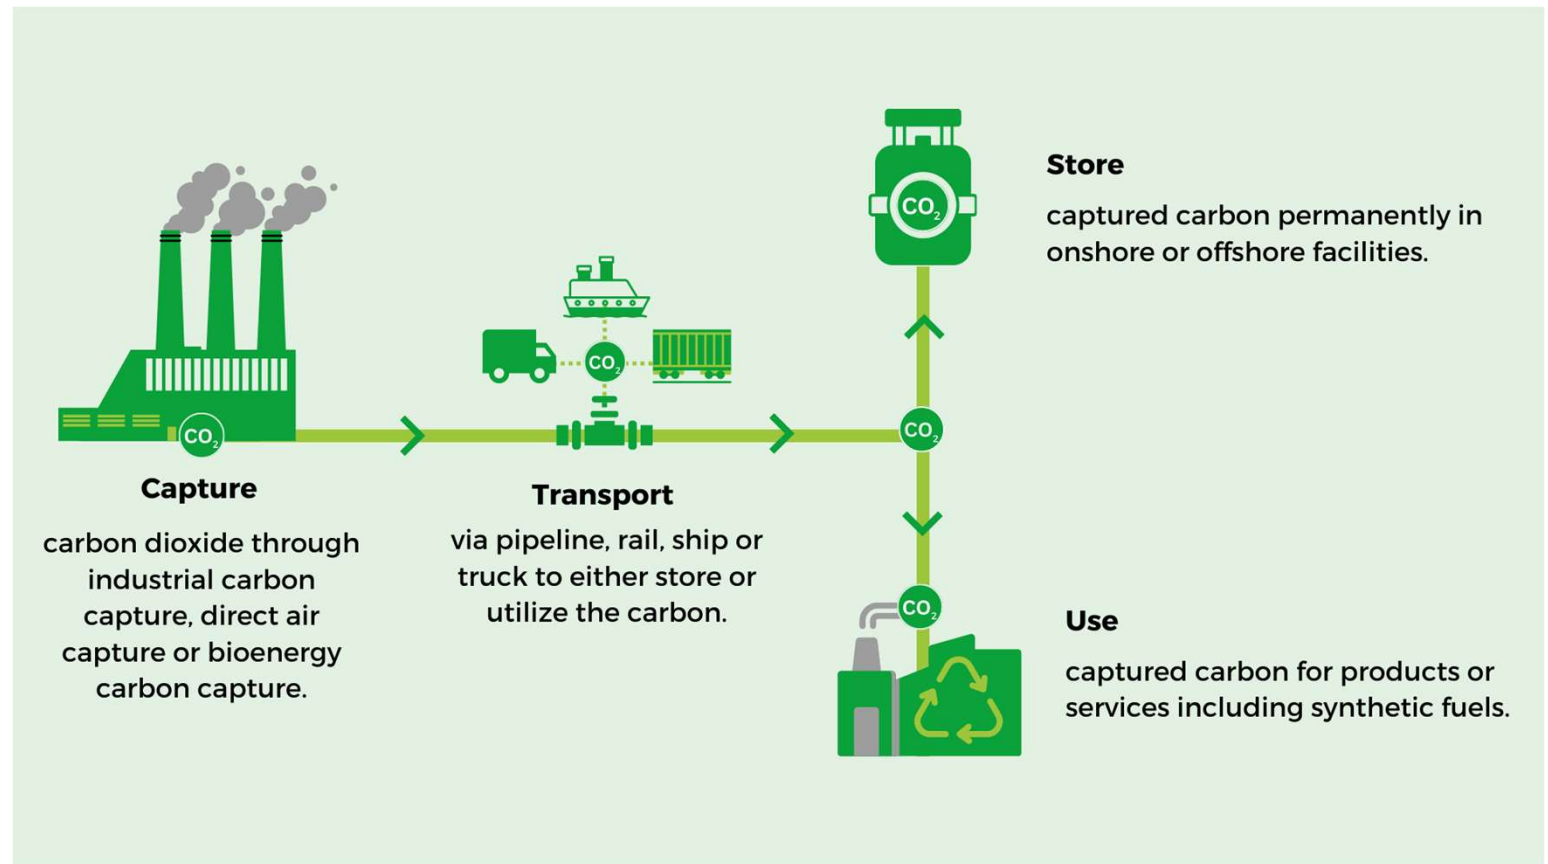 CO₂
Capture
carbon dioxide through
industrial carbon
capture, direct air
capture or bioenergy
carbon capture.
CO₂
Transport
via pipeline, rail, ship or
truck to either store or
utilize the carbon.
CO₂
CO₂
Store
captured carbon permanently in
onshore or offshore facilities.
CO₂
Use
captured carbon for products or
services including synthetic fuels.